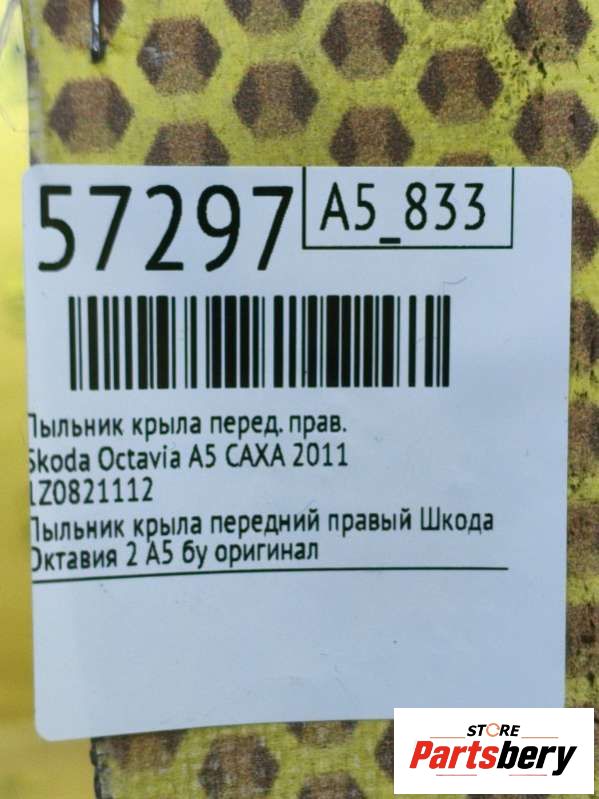 57297
A5_833
Пыльник крыла перед. прав.
Skoda Octavia A5 CAXA 2011
1Z0821112
Пыльник крыла передний правый Шкода
Октавия 2 А5 бу оригинал
STORE
Partsbery